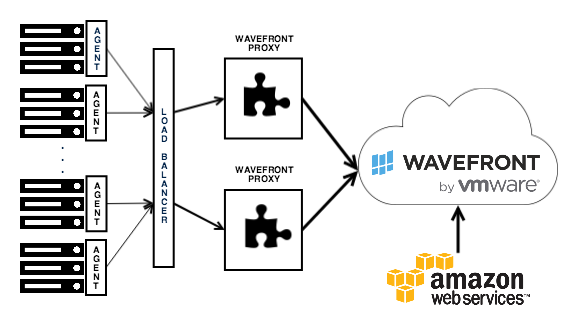 AGENT
AGENT
AGENT
AGENT
LOAD BALANCER
WAVEFRONT
PROXY
WAVEFRONT
PROXY
WAVEFRONT
by vmware®
amazon
web services™